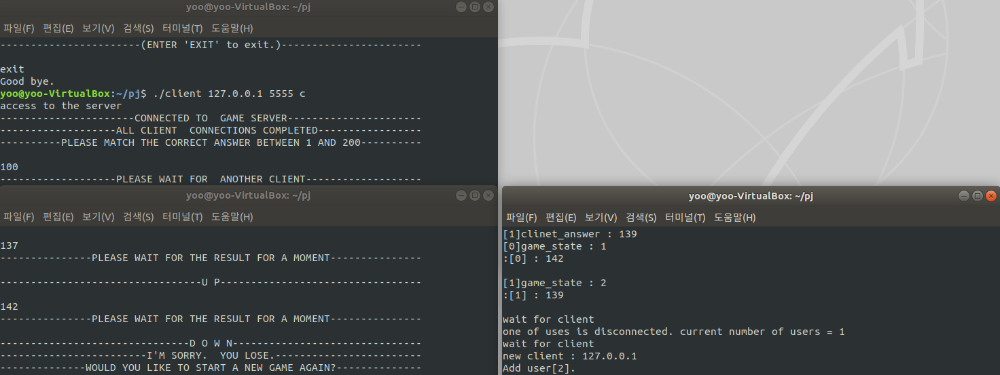 yoo@yoo-VirtualBox: ~/pj
파일(F) 편집(E) 보기(V) 검색(S) 터미널(T) 도움말(H)
-----------------------(ENTER 'EXIT' to exit.)-----------------------
exit
Good bye.
yoo@yoo-VirtualBox:~/pj$ ./client 127.0.0.1 5555 c
access to the server
----------------------CONNECTED TO  GAME SERVER----------------------
-------------------ALL CLIENT  CONNECTIONS COMPLETED-----------------
----------PLEASE MATCH THE CORRECT ANSWER BETWEEN 1 AND 200----------
100
-------------------PLEASE WAIT FOR  ANOTHER CLIENT-------------------
yoo@yoo-VirtualBox: ~/pj
파일(F) 편집(E) 보기(V) 검색(S) 터미널(T) 도움말(H)
137
---------------PLEASE WAIT FOR THE RESULT FOR A MOMENT---------------
---------------------------------U P---------------------------------
142
---------------PLEASE WAIT FOR THE RESULT FOR A MOMENT---------------
-------------------------------D O W N-------------------------------
------------------------I'M SORRY.  YOU LOSE.------------------------
--------------WOULD YOU LIKE TO START A NEW GAME AGAIN?--------------
yoo@yoo-VirtualBox: ~/pj
파일(F) 편집(E) 보기(V) 검색(S) 터미널(T) 도움말(H)
[1]clinet_answer : 139
[0]game_state : 1
:[0] : 142
[1]game_state : 2
:[1] : 139
wait for client
one of uses is disconnected. current number of users = 1
wait for client
new client : 127.0.0.1
Add user[2].